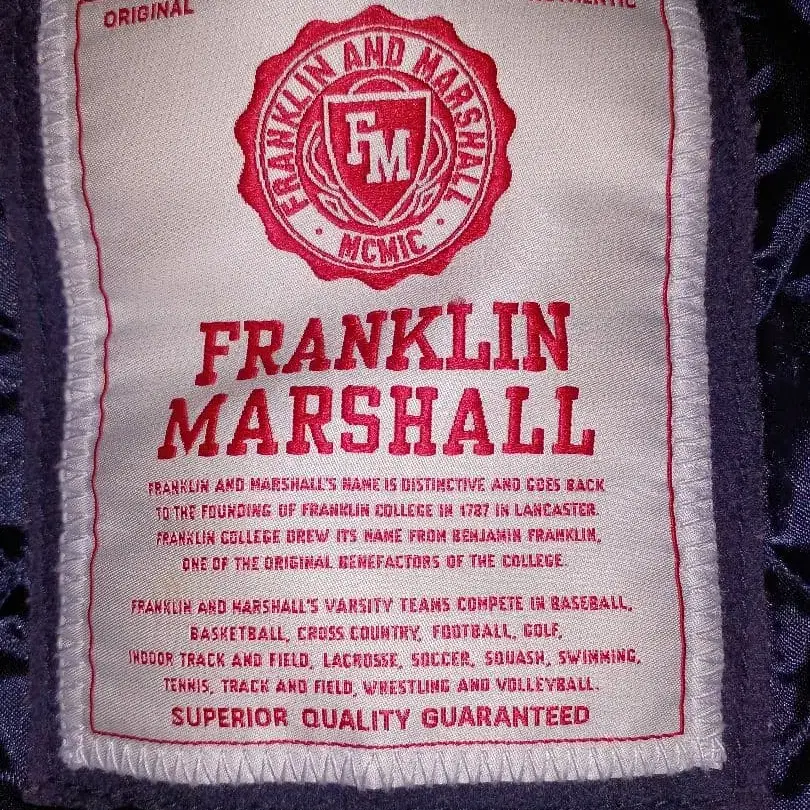 ORIGINAL
FRANKLIN AND MARSHALL
FM
MCMIC
FRANKLIN
MARSHALL
FRANKLIN AND MARSHALL'S NAME IS DISTINCTIVE AND GOES BACK
TO THE FOUNDING OF FRANKLIN COLLEGE IN 1787 IN LANCASTER.
FRANKLIN COLLEGE DREW ITS NAME FROM BENJAMIN FRANKLIN,
ONE OF THE ORIGINAL BENEFACTORS OF THE COLLEGE.
FRANKLIN AND MARSHALL'S VARSITY TEAMS COMPETE IN BASEBALL,
BASKETBALL, CROSS COUNTRY, FOOTBALL, GOLF,
INDOOR TRACK AND FIELD, LACROSSE, SOCCER, SQUASH, SWIMMING,
TENNIS, TRACK AND FIELD, WRESTLING AND VOLLEYBALL.
SUPERIOR QUALITY GUARANTEED